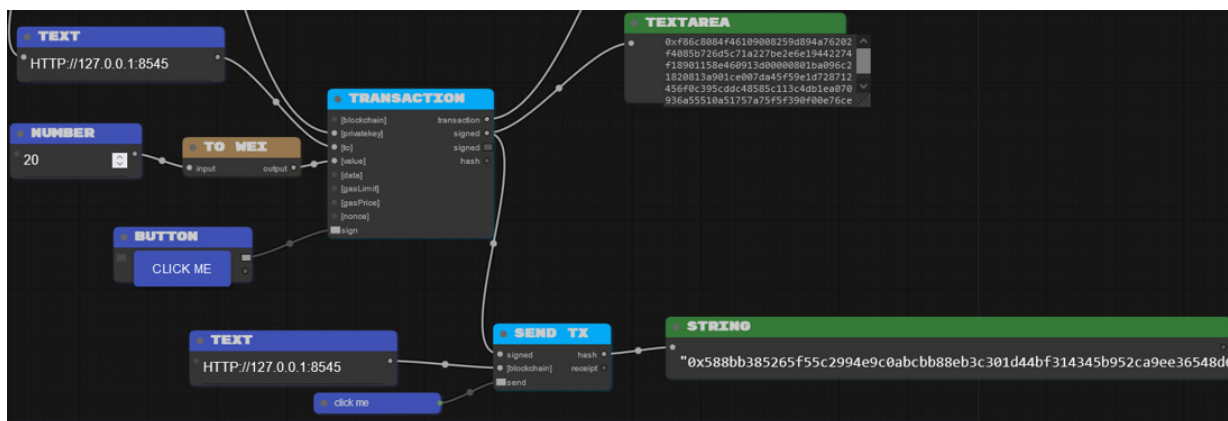 TEXT
HTTP://127.0.0.1:8545
TEXTAREA
0xf86c8084f46109008259d894a76202
f4085b726d5c71a227be2e6e19442274
f18901158e460913d00000801ba096c2
1820813a901ce007da45f59e1d728712
456f0c395cddc48585c113c4db1ea070
936a55510a51757a75f5f390f00e76ce
NUMBER
20
TO WEI
input output
TRANSACTION
[blockchain] transaction
[privatekey] signed
[to] signed
[value] hash
[data]
[gasLimit]
[gasPrice]
[nonce]
sign
BUTTON
CLICK ME
TEXT
HTTP://127.0.0.1:8545
click me
SEND TX
signed hash
[blockchain] receipt
send
STRING
"0x588bb385265f55c2994e9c0abcbb88eb3c301d44bf314345b952ca9ee36548d